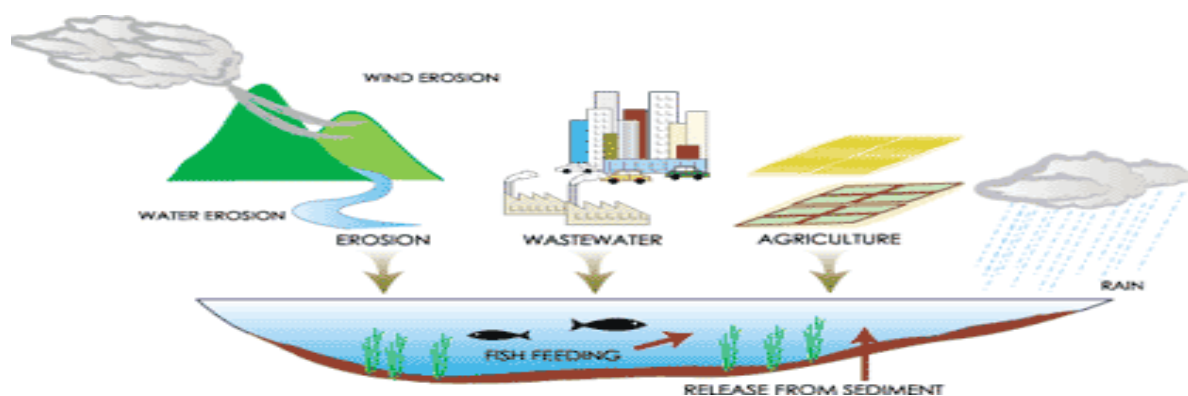 WIND EROSION
WATER EROSION
EROSION
WASTEWATER
AGRICULTURE
RAIN
FISH FEEDING
RELEASE FROM SEDIMENT